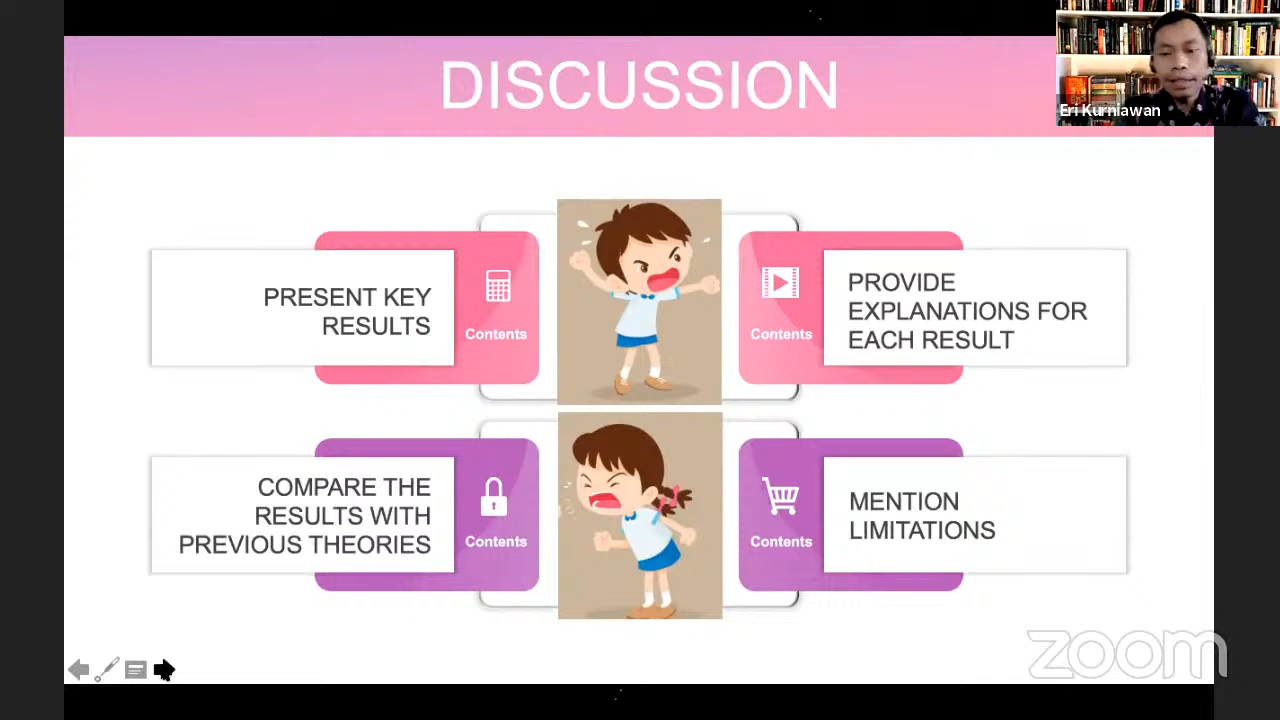 DISCUSSION
Eri Kurniawan
PRESENT KEY
RESULTS
Contents
Contents
PROVIDE
EXPLANATIONS FOR
EACH RESULT
COMPARE THE
RESULTS WITH
PREVIOUS THEORIES
Contents
Contents
MENTION
LIMITATIONS
zoom